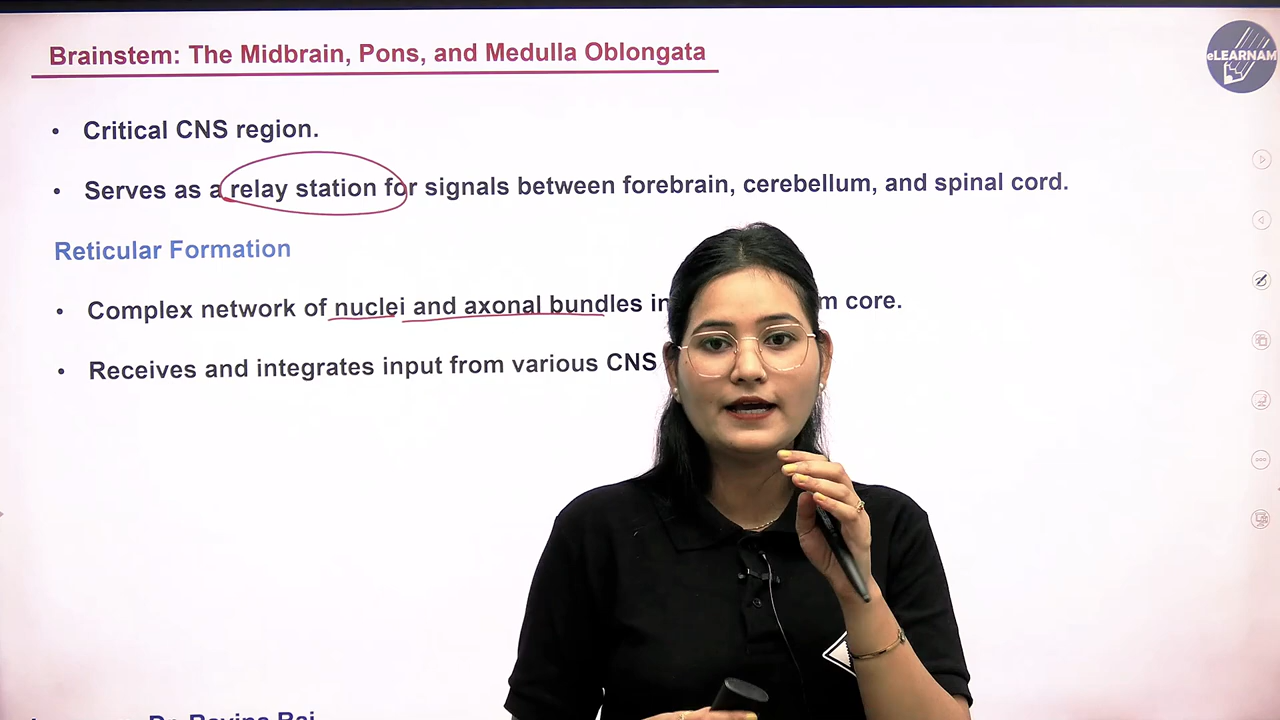 Brainstem: The Midbrain, Pons, and Medulla Oblongata
eLEARNAM
• Critical CNS region.
• Serves as a relay station for signals between forebrain, cerebellum, and spinal cord.
Reticular Formation
• Complex network of nuclei and axonal bundles in core.
• Receives and integrates input from various CNS